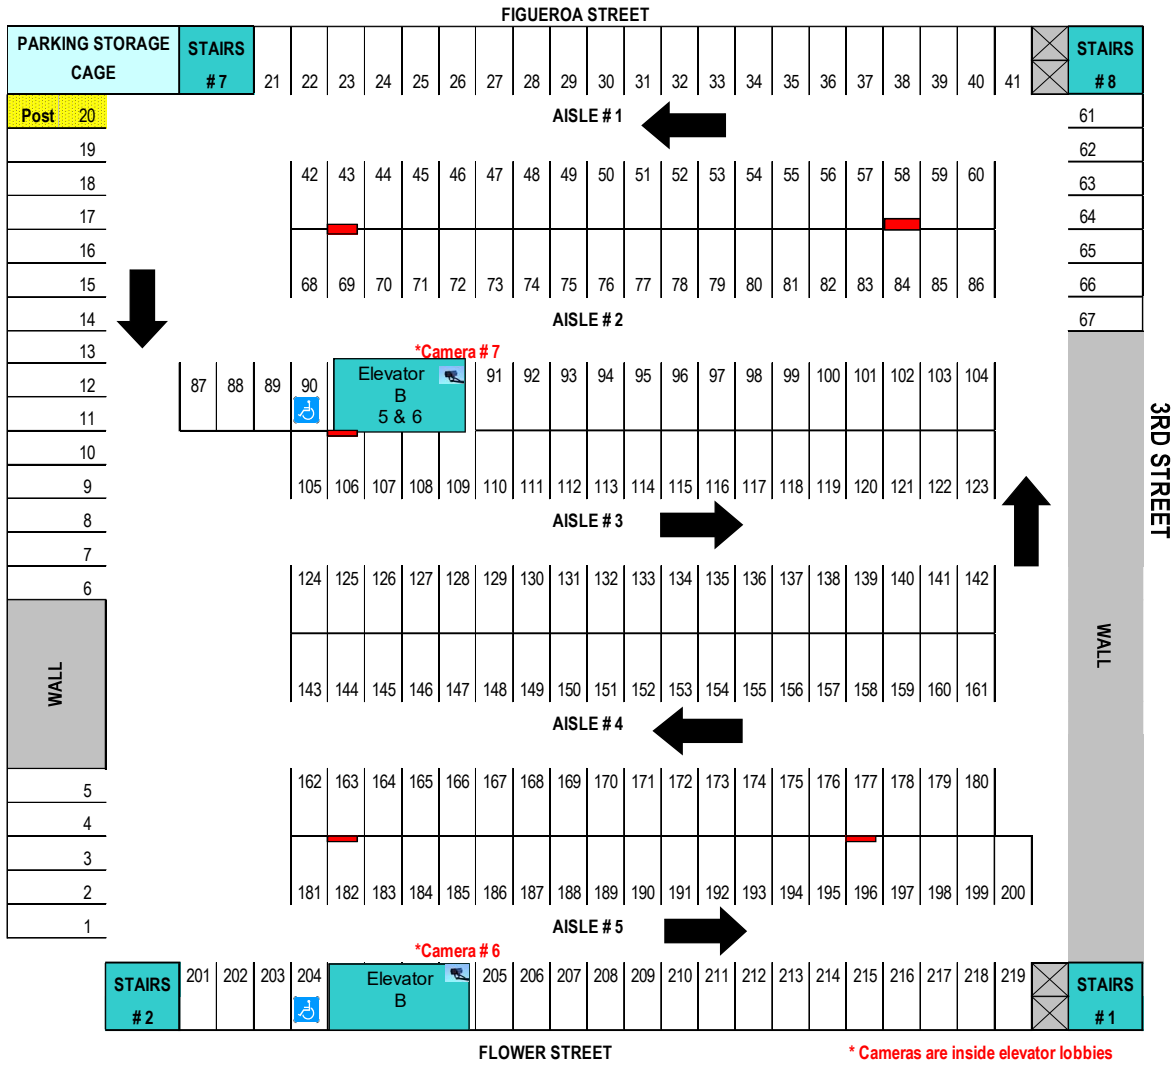 FIGUEROA STREET
PARKING STORAGE
CAGE
STAIRS
# 7
21 22 23 24 25 26 27 28 29 30 31 32 33 34 35 36 37 38 39 40 41
STAIRS
# 8
Post 20
AISLE # 1
61
19
62
18
42 43 44 45 46 47 48 49 50 51 52 53 54 55 56 57 58 59 60
63
17
64
16
65
15
68 69 70 71 72 73 74 75 76 77 78 79 80 81 82 83 84 85 86
66
14
AISLE # 2
67
13
*Camera # 7
12
87 88 89 90
Elevator
B
5 & 6
91 92 93 94 95 96 97 98 99 100 101 102 103 104
11
10
9
105 106 107 108 109 110 111 112 113 114 115 116 117 118 119 120 121 122 123
3RD STREET
8
AISLE # 3
7
6
124 125 126 127 128 129 130 131 132 133 134 135 136 137 138 139 140 141 142
WALL
WALL
143 144 145 146 147 148 149 150 151 152 153 154 155 156 157 158 159 160 161
AISLE # 4
5
162 163 164 165 166 167 168 169 170 171 172 173 174 175 176 177 178 179 180
4
3
2
181 182 183 184 185 186 187 188 189 190 191 192 193 194 195 196 197 198 199 200
1
AISLE # 5
*Camera # 6
STAIRS
# 2
201 202 203 204
Elevator
B
205 206 207 208 209 210 211 212 213 214 215 216 217 218 219
STAIRS
# 1
FLOWER STREET
* Cameras are inside elevator lobbies